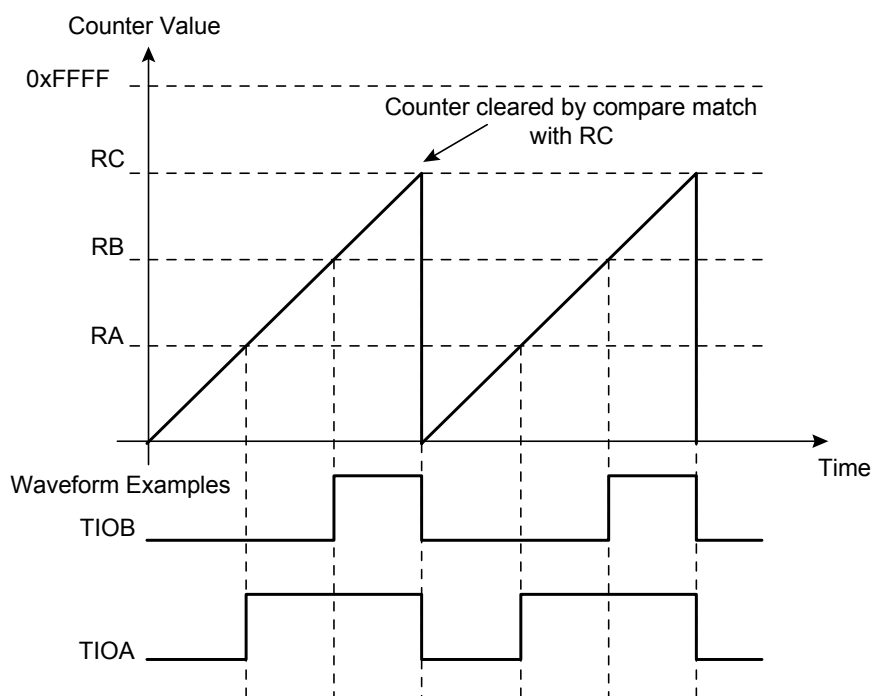 Counter Value
0xFFFF
Counter cleared by compare match
with RC
RC
RB
RA
Time
Waveform Examples
TIOB
TIOA